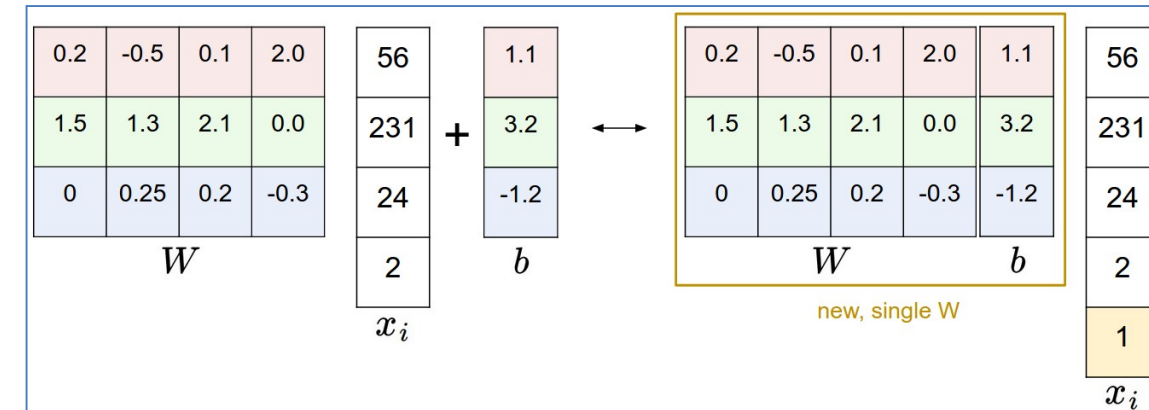 0.2 -0.5 0.1 2.0 56 1.1 0.2 -0.5 0.1 2.0 1.1 56
1.5 1.3 2.1 0.0 231 + 3.2 ↔ 1.5 1.3 2.1 0.0 3.2 231
0 0.25 0.2 -0.3 24 -1.2 0 0.25 0.2 -0.3 -1.2 24
W 2 b W b 2
new, single W
x_i 1
x_i